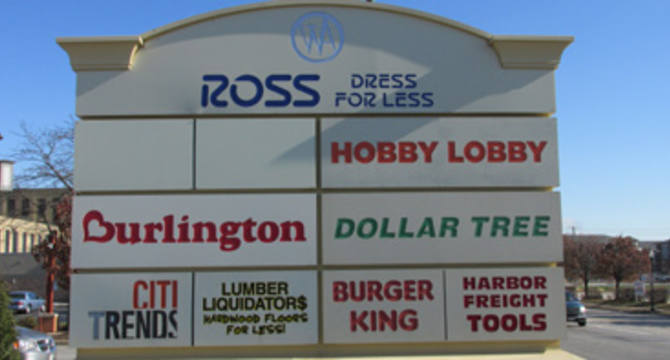 WA
ROSS DRESS
FOR LESS
HOBBY LOBBY
Burlington
DOLLAR TREE
CITI
TRENDS
LUMBER
LIQUIDATOR$
HARDWOOD FLOORS
FOR LESS!
BURGER
KING
HARBOR
FREIGHT
TOOLS